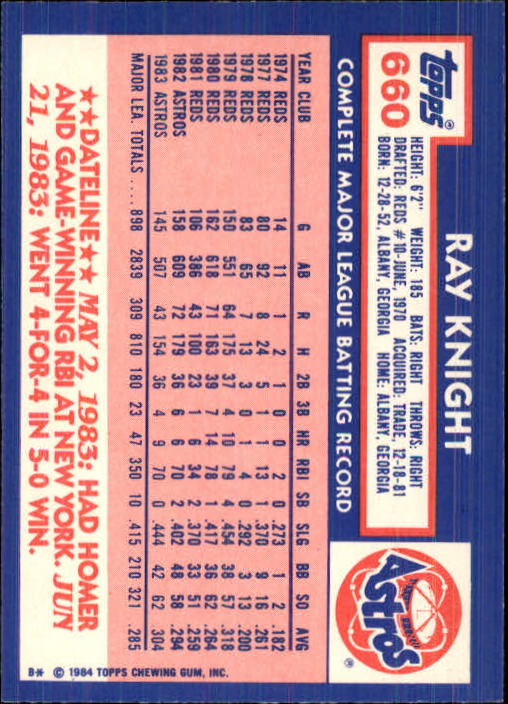 topps®
660
RAY KNIGHT
HEIGHT: 6'2" WEIGHT: 185 BATS: RIGHT THROWS: RIGHT
DRAFTED: REDS #10-JUNE, 1970 ACQUIRED: TRADE, 12-18-81
BORN: 12-28-52, ALBANY, GEORGIA HOME: ALBANY, GEORGIA
Astros®
COMPLETE MAJOR LEAGUE BATTING RECORD
YEAR CLUB G AB R H 2B 3B HR RBI SB SLG BB SO AVG
1974 REDS 14 11 1 2 1 0 0 2 0 .273 1 2 .182
1977 REDS 80 92 8 24 5 1 1 13 1 .370 9 16 .261
1978 REDS 83 65 7 13 3 0 1 4 0 .292 3 13 .200
1979 REDS 150 551 64 175 37 4 10 79 4 .454 38 57 .318
1980 REDS 162 618 71 163 39 7 14 78 1 .417 36 62 .264
1981 REDS 106 386 43 100 23 1 6 34 2 .370 33 51 .259
1982 ASTROS 158 609 72 179 36 6 6 70 2 .402 48 58 .294
1983 ASTROS 145 507 43 154 36 4 9 70 0 .444 42 62 .304
MAJOR LEA. TOTALS .... 898 2839 309 810 180 23 47 350 10 .415 210 321 .285
★★DATELINE★★ MAY 2, 1983: HAD HOMER
AND GAME-WINNING RBI AT NEW YORK. JUN
21, 1983: WENT 4-FOR-4 IN 5-0 WIN.
B* © 1984 TOPPS CHEWING GUM, INC.